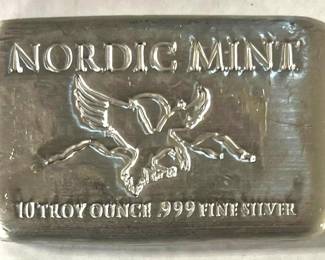 NORDIC MINT
10 TROY OUNCE .999 FINE SILVER